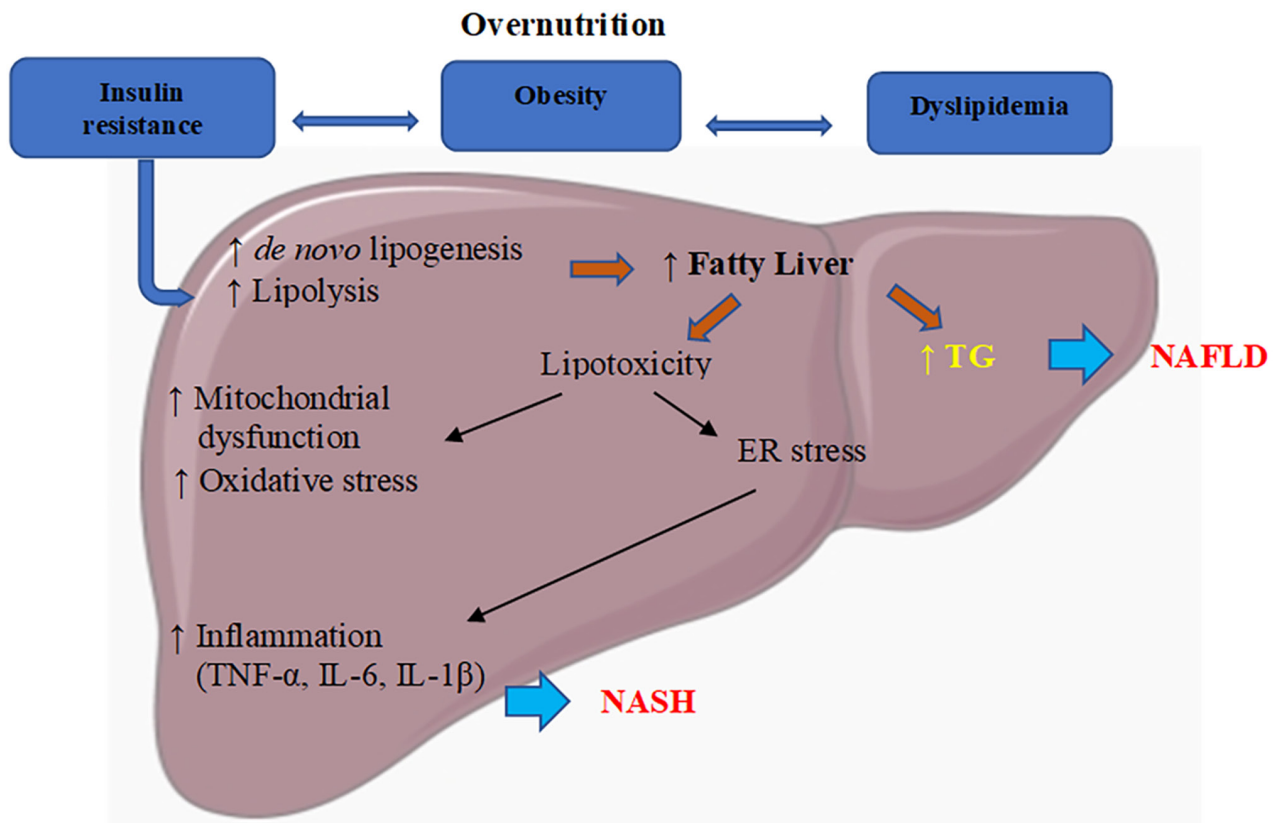 Overnutrition
Insulin
resistance
Obesity
Dyslipidemia
↑ de novo lipogenesis
↑ Lipolysis
↑ Fatty Liver
Lipotoxicity
↑ TG
NAFLD
↑ Mitochondrial
dysfunction
↑ Oxidative stress
ER stress
↑ Inflammation
(TNF-α, IL-6, IL-1β)
NASH